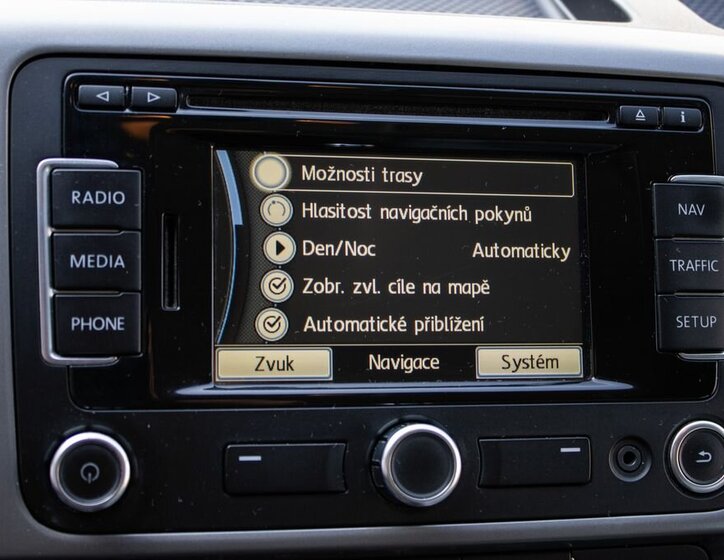 i
RADIO
MEDIA
PHONE
Možnosti trasy
Hlasitost navigačních pokynů
Den/Noc Automaticky
Zobr. zvl. cíle na mapě
Automatické přiblížení
Zvuk Navigace Systém
NAV
TRAFFIC
SETUP